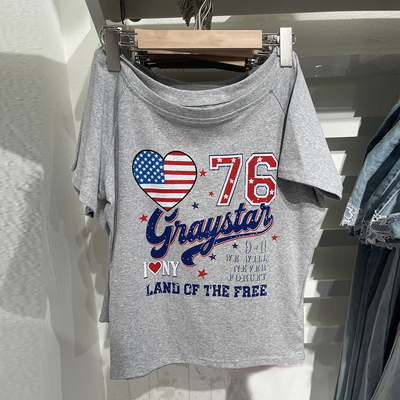 76
Graystar
9-11
I ♥ NY
WE WILL
NEVER
FORGET
LAND OF THE FREE